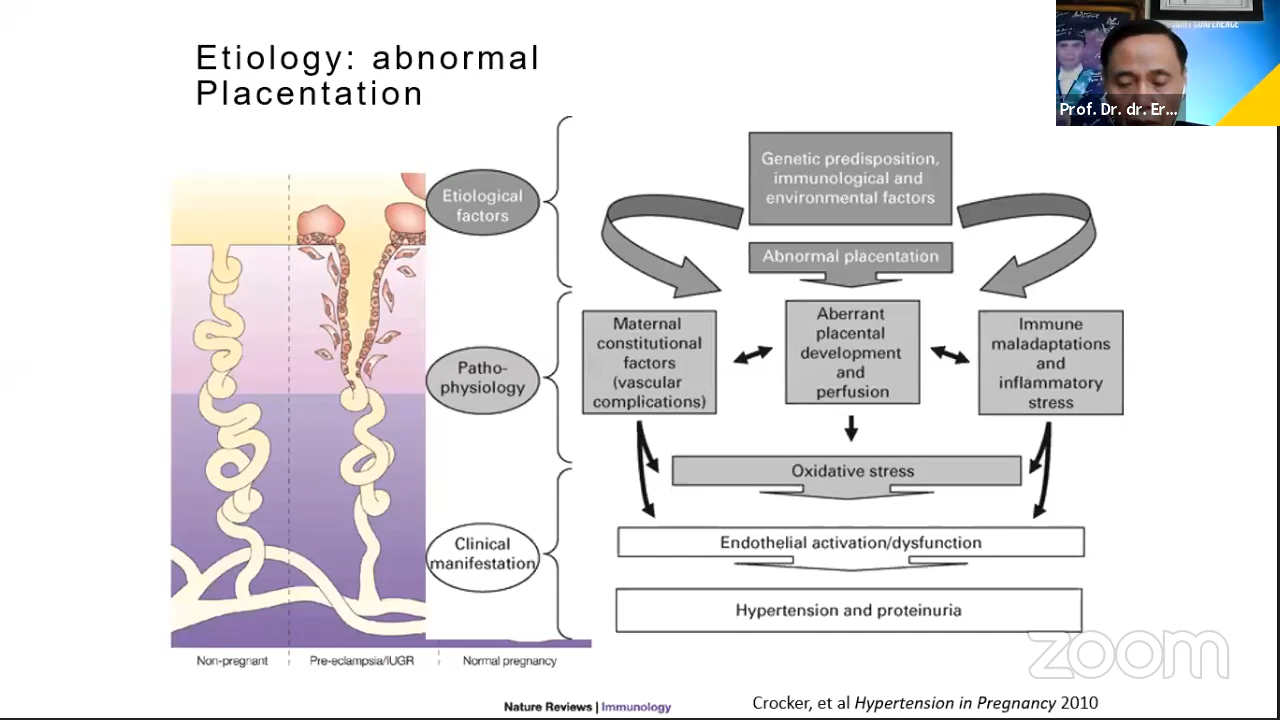 Etiology: abnormal
Placentation
JOINT CONFERENCE
Prof. Dr. dr. Er...
Etiological
factors
Genetic predisposition,
immunological and
environmental factors
Abnormal placentation
Patho-
physiology
Maternal
constitutional
factors
(vascular
complications)
Aberrant
placental
development
and
perfusion
Immune
maladaptations
and
inflammatory
stress
Oxidative stress
Clinical
manifestation
Endothelial activation/dysfunction
Hypertension and proteinuria
Non-pregnant
Pre-eclampsia/IUGR
Normal pregnancy
zoom
Nature Reviews | Immunology
Crocker, et al Hypertension in Pregnancy 2010